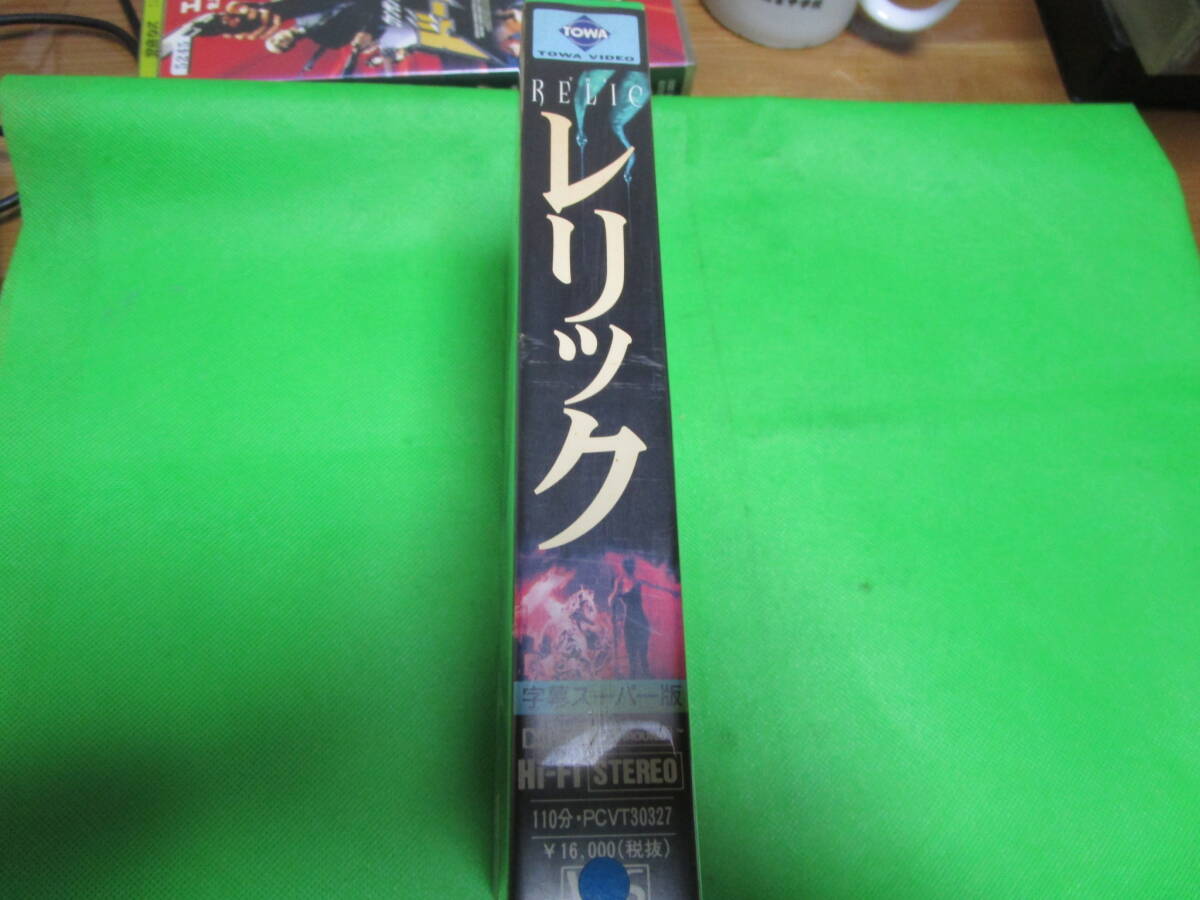 TOWA
TOWA VIDEO
RELIC
レリック
字幕スーパー版
Hi-Fi STEREO
110分・PCVT30327
¥16,000(税抜)
5245